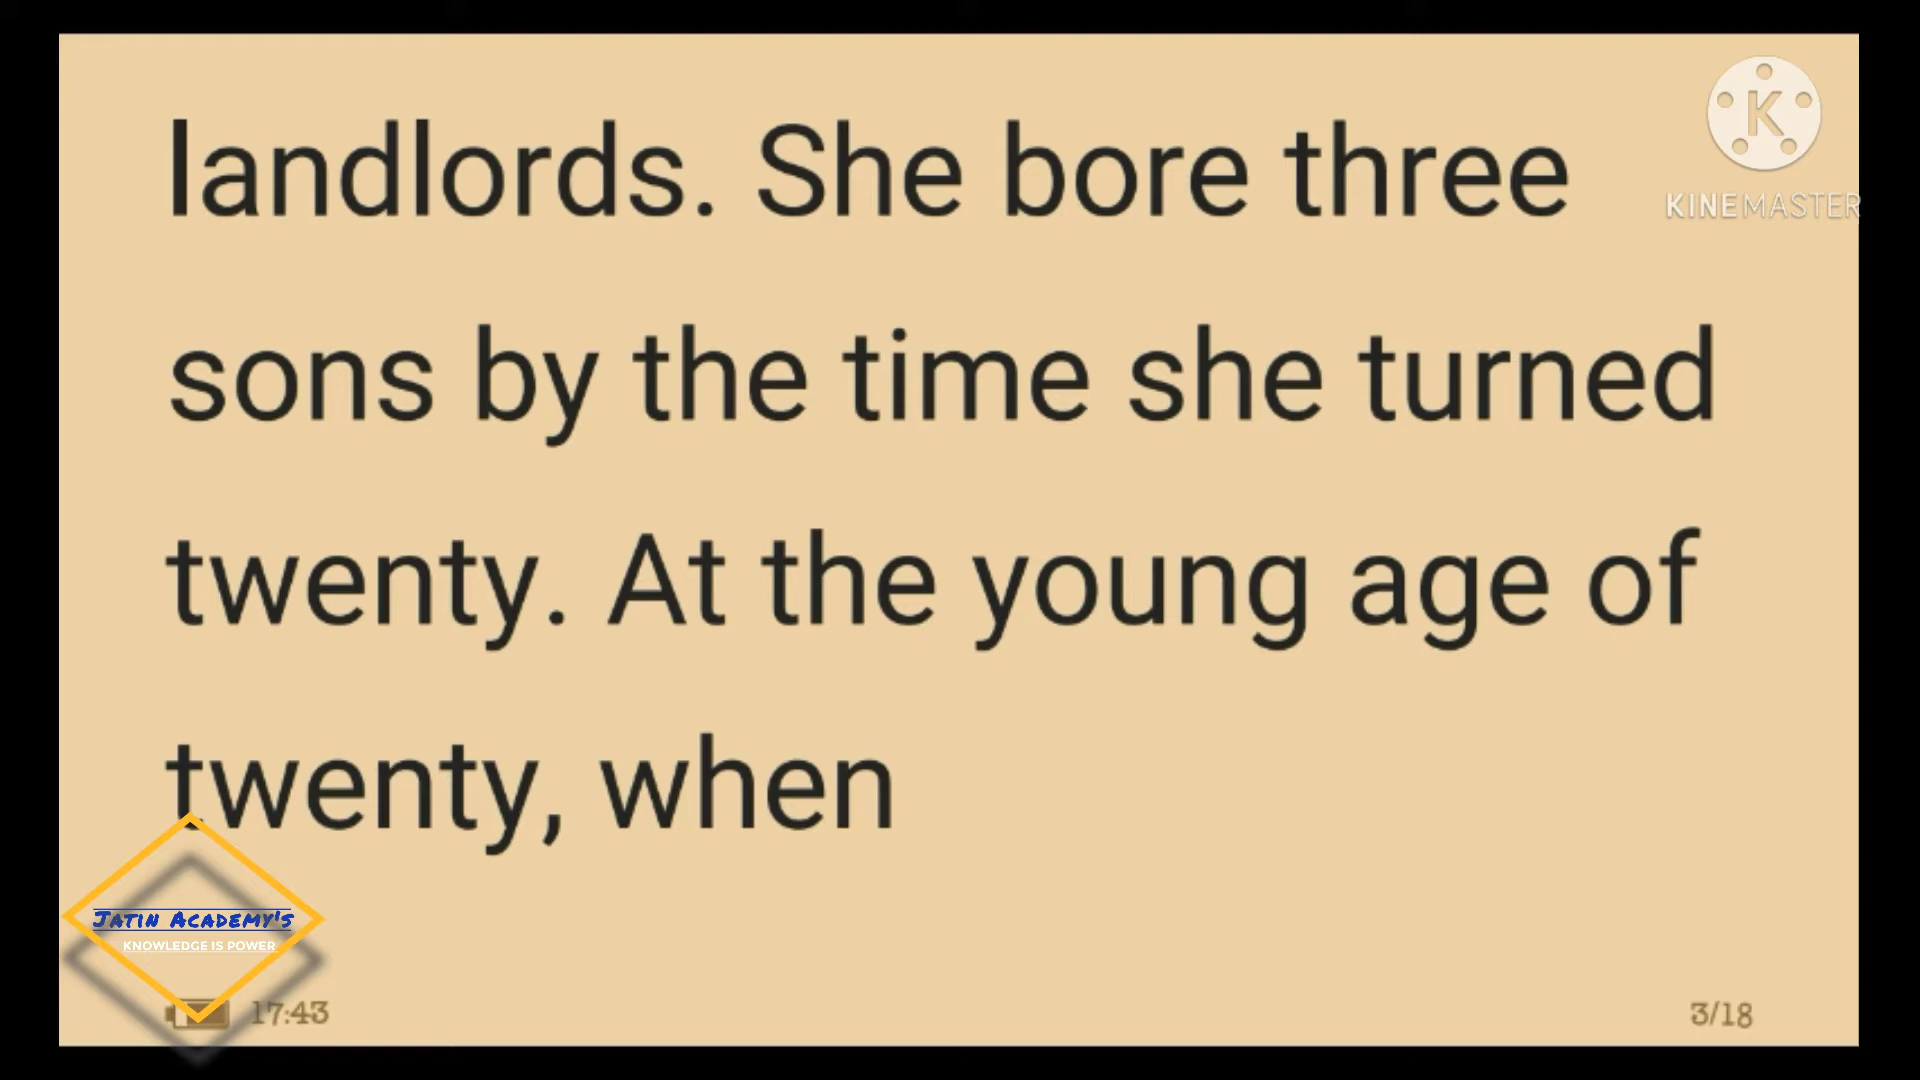 landlords. She bore three
K
KINEMASTER
sons by the time she turned
twenty. At the young age of
twenty, when
JATIN ACADEMY'S
KNOWLEDGE IS POWER
17:43
3/18